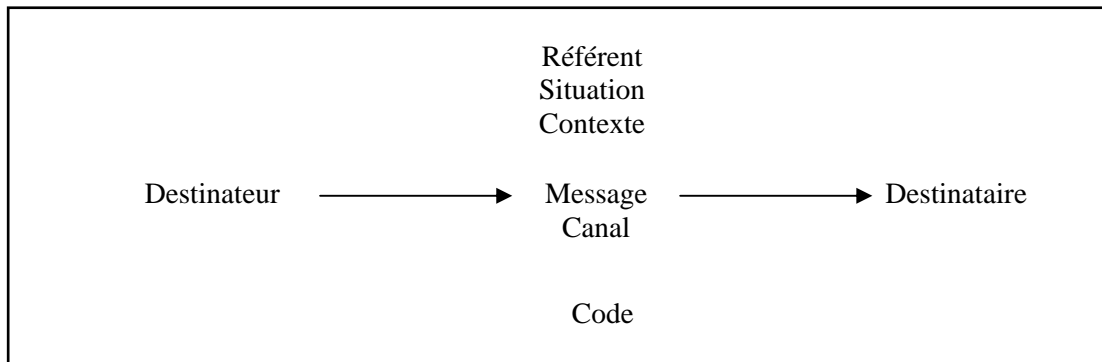 Référent
Situation
Contexte
Destinateur Message Destinataire
Canal
Code